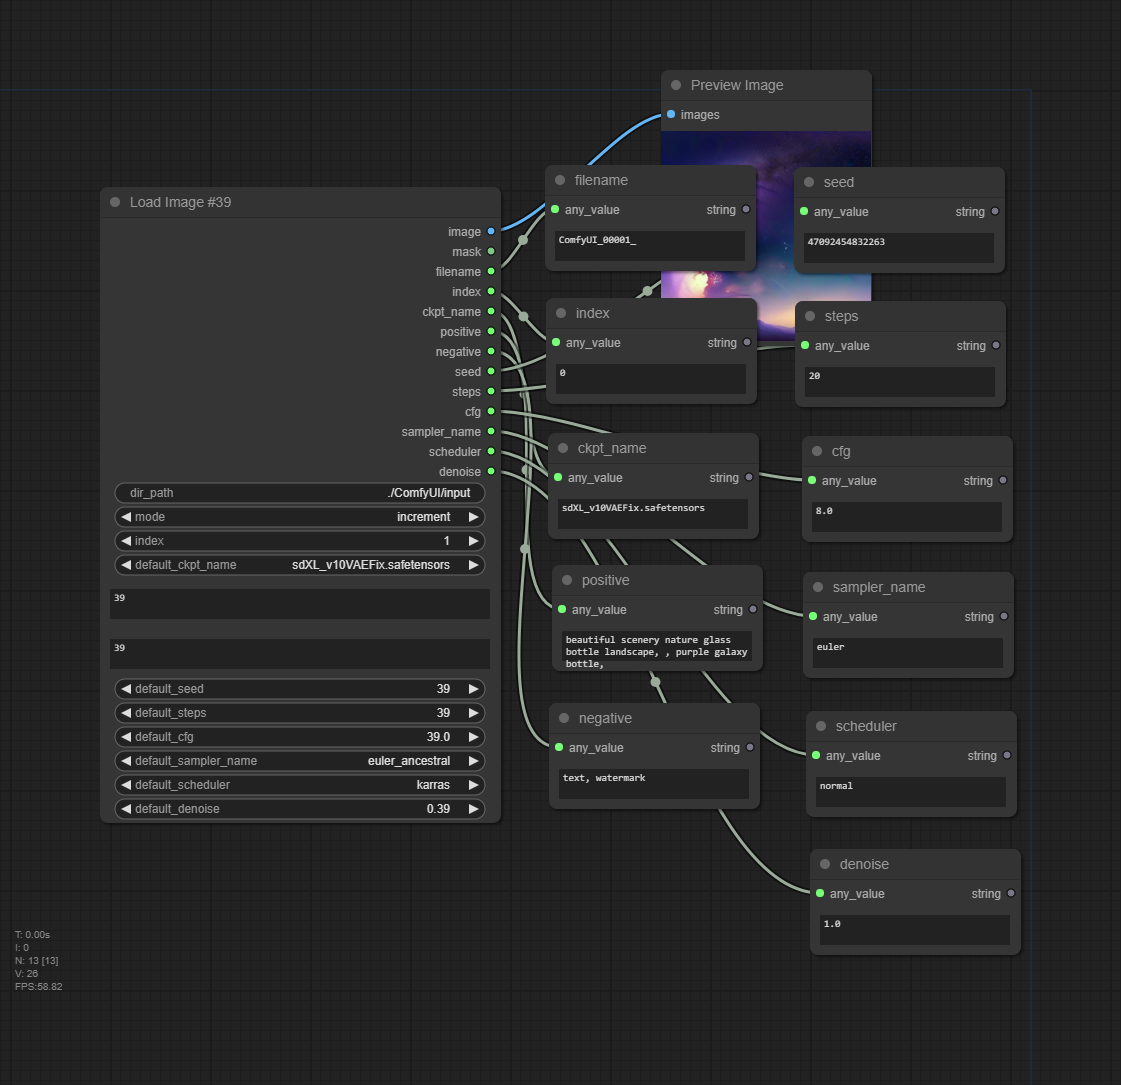 Load Image #39
image
mask
filename
index
ckpt_name
positive
negative
seed
steps
cfg
sampler_name
scheduler
denoise
dir_path ./ComfyUI/input
mode increment
index 1
default_ckpt_name sdXL_v10VAEFix.safetensors
39
39
default_seed 39
default_steps 39
default_cfg 39.0
default_sampler_name euler_ancestral
default_scheduler karras
default_denoise 0.39
Preview Image
images
filename
any_value string
ComfyUI_00001_
index
any_value string
0
ckpt_name
any_value string
sdXL_v10VAEFix.safetensors
positive
any_value string
beautiful scenery nature glass
bottle landscape, , purple galaxy
bottle,
negative
any_value string
text, watermark
seed
any_value string
47092454832263
steps
any_value string
20
cfg
any_value string
8.0
sampler_name
any_value string
euler
scheduler
any_value string
normal
denoise
any_value string
1.0
T: 0.00s
I: 0
N: 13 [13]
V: 26
FPS:58.82